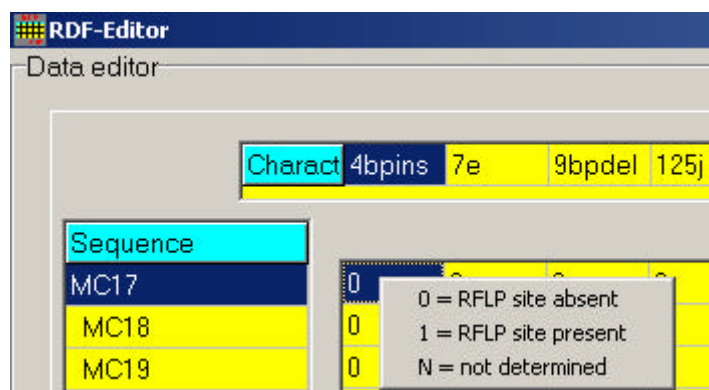 RDF-Editor
Data editor
Charact 4bpins 7e 9bpdel 125j
Sequence
MC17 0
0 = RFLP site absent
MC18 0
1 = RFLP site present
MC19 0
N = not determined